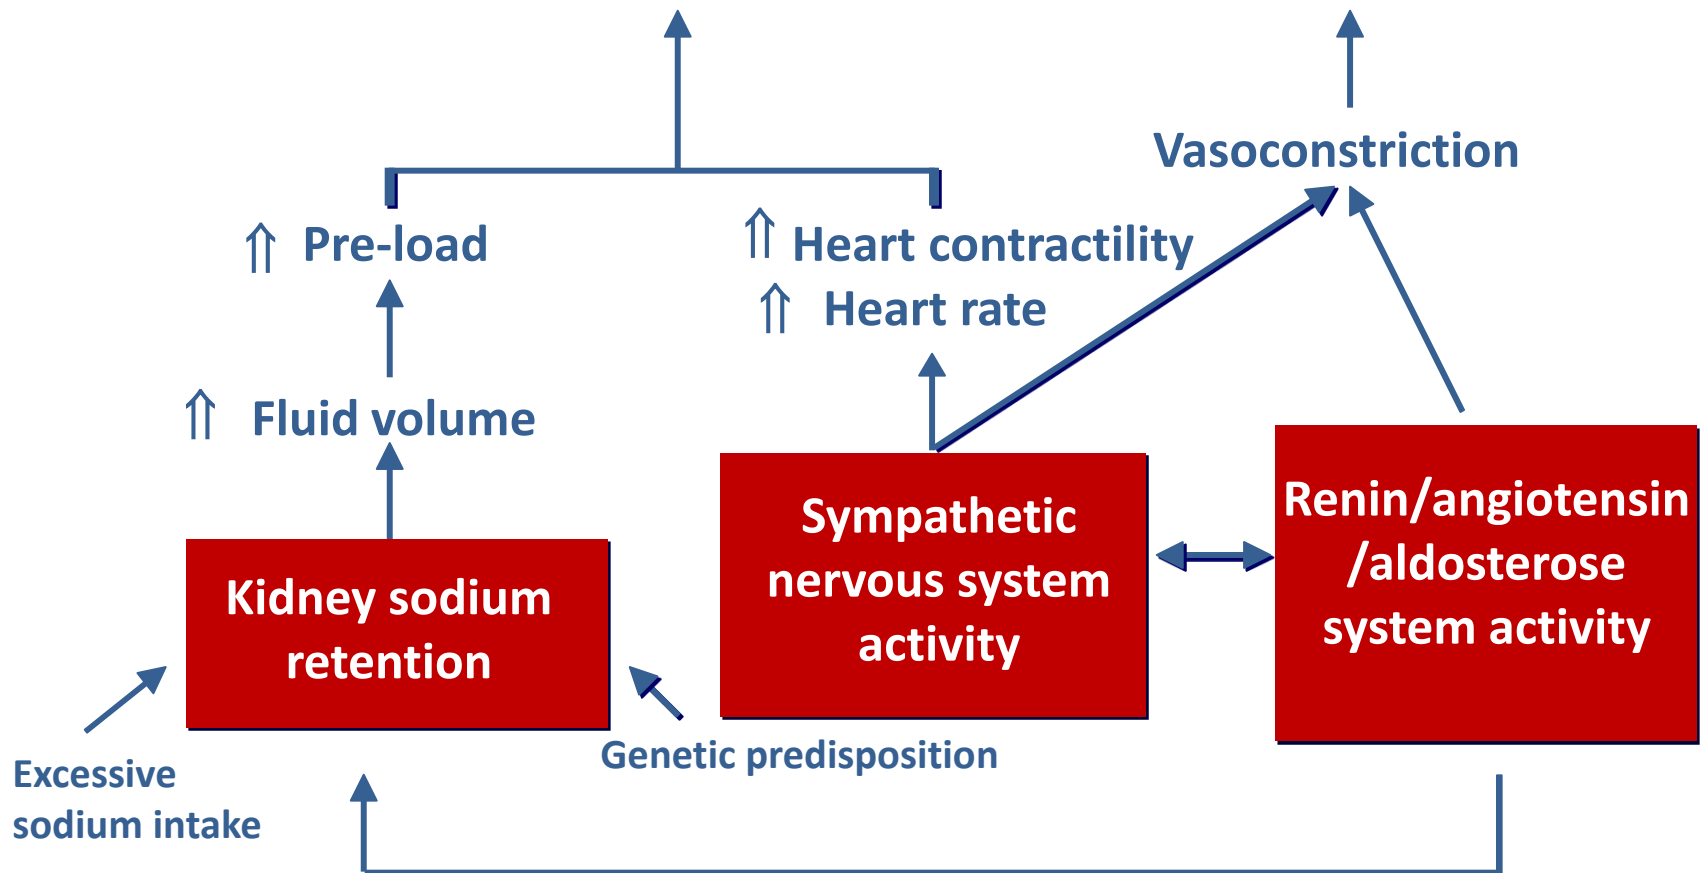 Vasoconstriction
⇑ Pre-load
⇑ Heart contractility
⇑ Heart rate
⇑ Fluid volume
Kidney sodium
retention
Sympathetic
nervous system
activity
Renin/angiotensin
/aldosterose
system activity
Excessive
sodium intake
Genetic predisposition